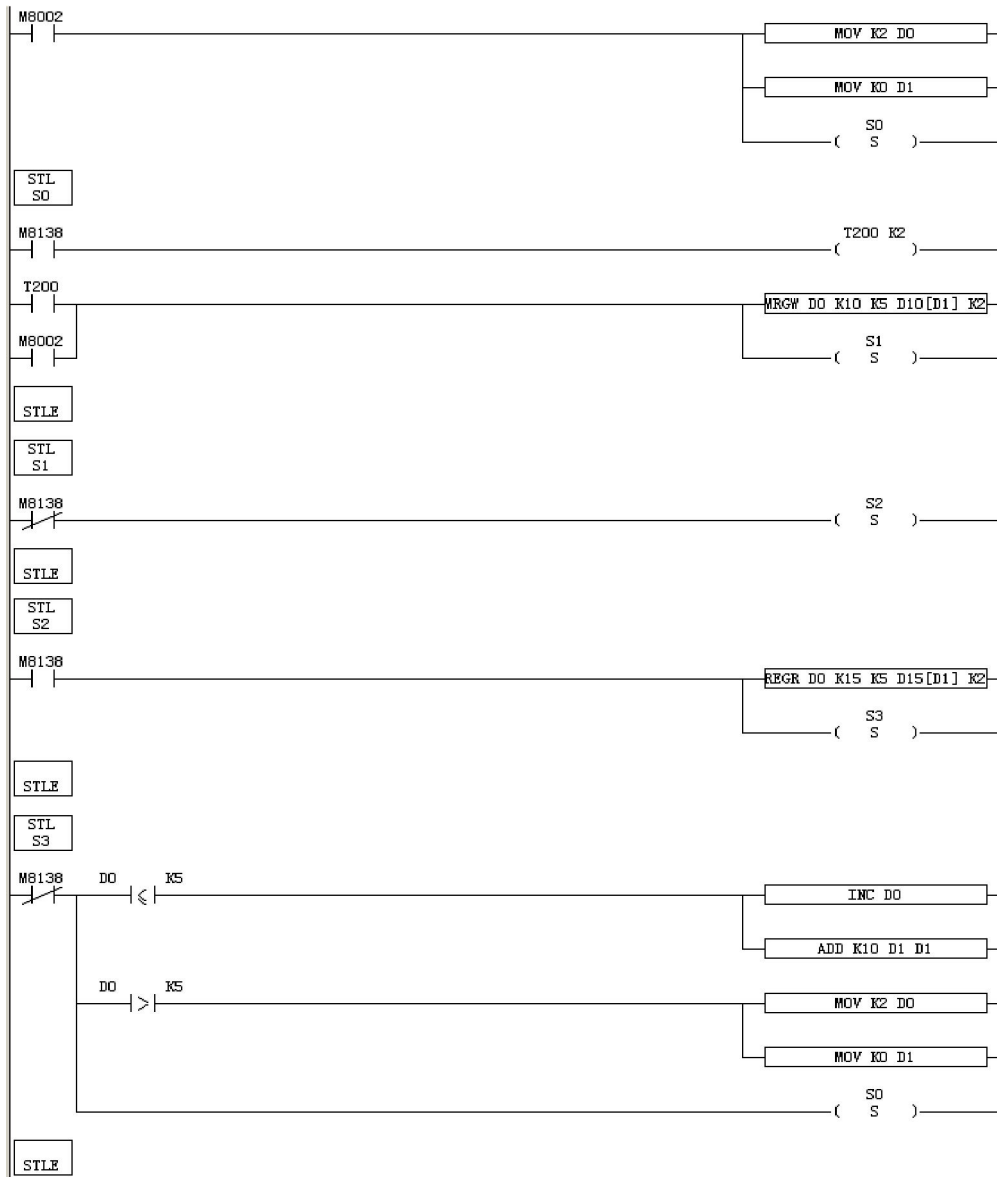 M8002
MOV K2 D0
MOV K0 D1
S0
( S )
STL
S0
M8138
T200 K2
( )
T200
MRGW D0 K10 K5 D10[D1] K2
M8002
S1
( S )
STLE
STL
S1
M8138
S2
( S )
STLE
STL
S2
M8138
REGR D0 K15 K5 D15[D1] K2
S3
( S )
STLE
STL
S3
M8138 D0 ≤ K5
INC D0
ADD K10 D1 D1
D0 > K5
MOV K2 D0
MOV K0 D1
S0
( S )
STLE